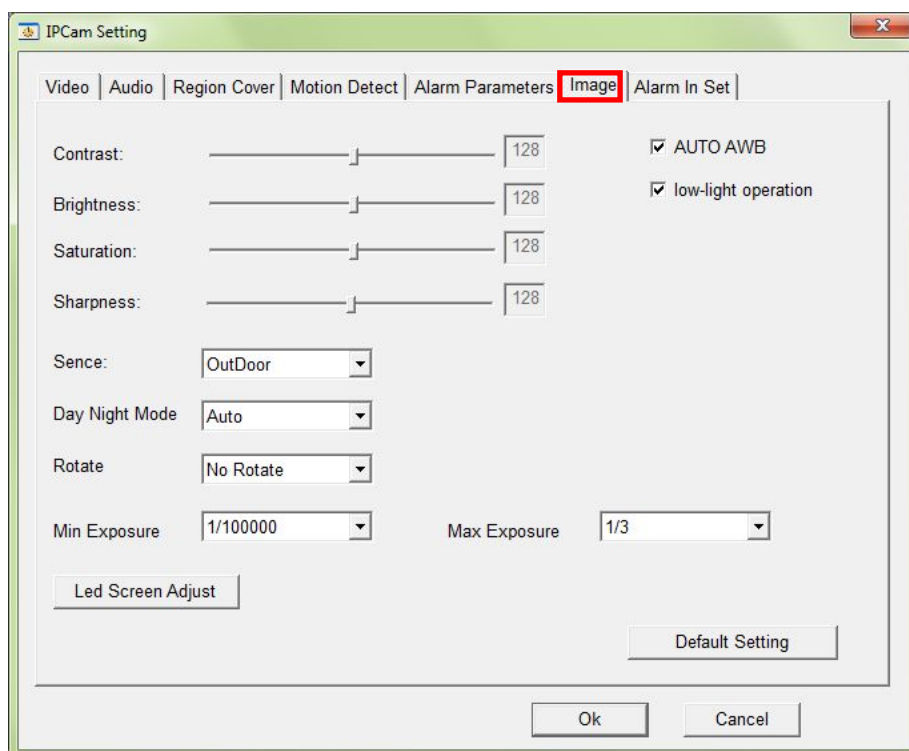 IPCam Setting
Video Audio Region Cover Motion Detect Alarm Parameters Image Alarm In Set
Contrast: 128 AUTO AWB
Brightness: 128 low-light operation
Saturation: 128
Sharpness: 128
Sence: OutDoor
Day Night Mode Auto
Rotate No Rotate
Min Exposure 1/100000 Max Exposure 1/3
Led Screen Adjust
Default Setting
Ok Cancel